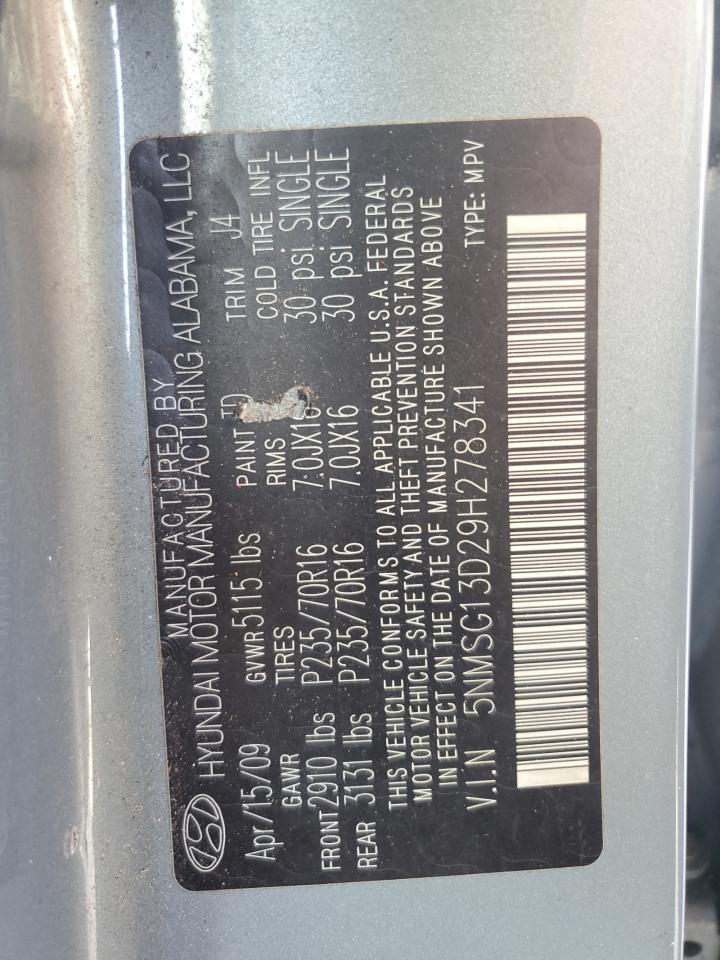 MANUFACTURED BY
HYUNDAI MOTOR MANUFACTURING ALABAMA, LLC
Apr/15/09 GVWR 5115 lbs PAINT TD TRIM J4
GAWR TIRES RIMS COLD TIRE INFL
FRONT 2910 lbs P235/70R16 7.0JX16 30 psi SINGLE
REAR 3131 lbs P235/70R16 7.0JX16 30 psi SINGLE
THIS VEHICLE CONFORMS TO ALL APPLICABLE U.S.A. FEDERAL
MOTOR VEHICLE SAFETY AND THEFT PREVENTION STANDARDS
IN EFFECT ON THE DATE OF MANUFACTURE SHOWN ABOVE
V.I.N 5NMSG13D29H278341 TYPE: MPV